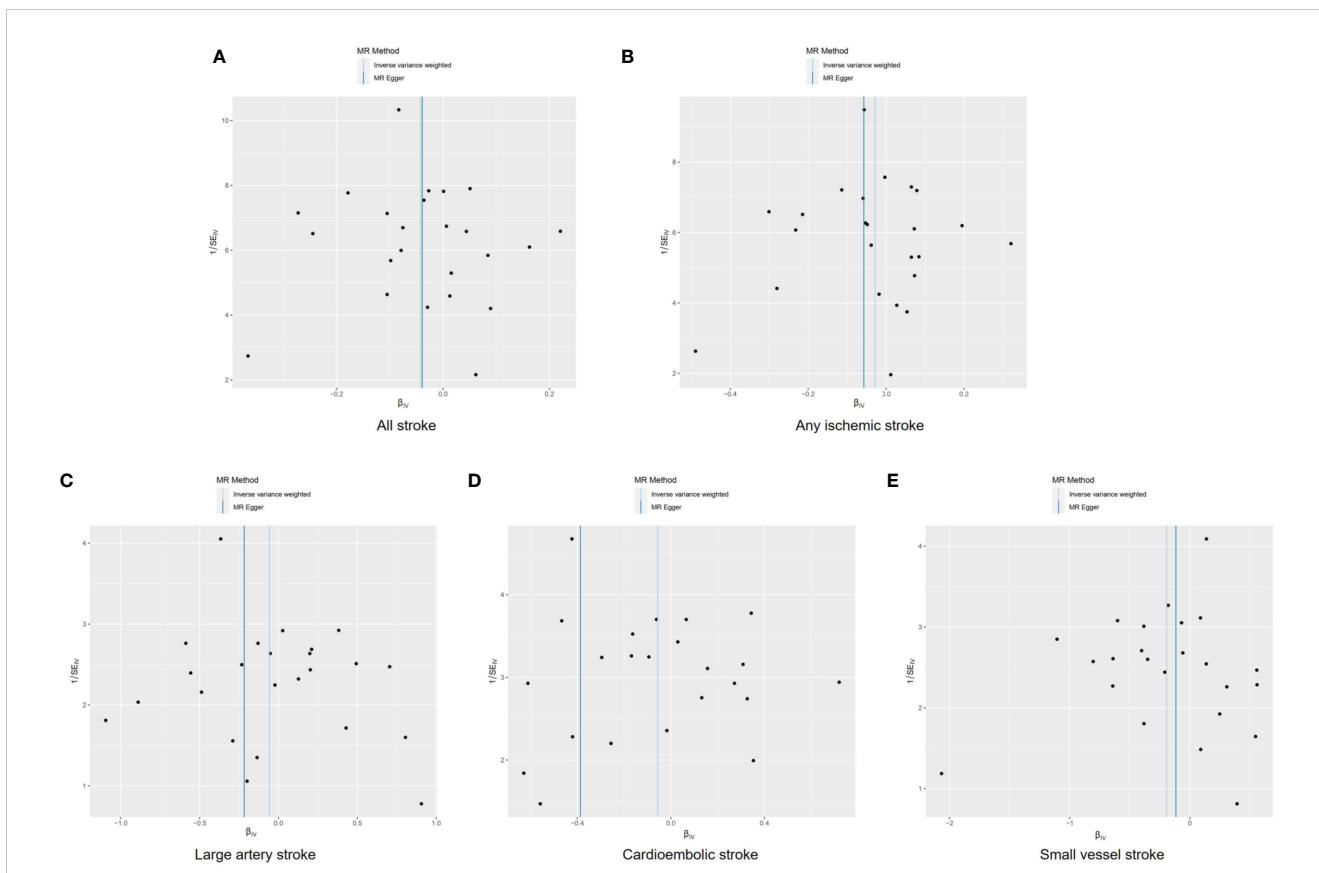 A
MR Method
Inverse variance weighted
MR Egger
10
8
6
4
2
1/SE_IV
−0.2
0.0
0.2
β_IV
All stroke
B
MR Method
Inverse variance weighted
MR Egger
8
6
4
2
1/SE_IV
−0.4
−0.2
0.2
β_IV
Any ischemic stroke
C
MR Method
Inverse variance weighted
MR Egger
4
3
2
1
1/SE_IV
−1.0
−0.5
0.0
0.5
1.0
β_IV
Large artery stroke
D
MR Method
Inverse variance weighted
MR Egger
4
3
2
1/SE_IV
−0.4
0.0
0.4
β_IV
Cardioembolic stroke
E
MR Method
Inverse variance weighted
MR Egger
4
3
2
1
1/SE_IV
−2
−1
0
β_IV
Small vessel stroke